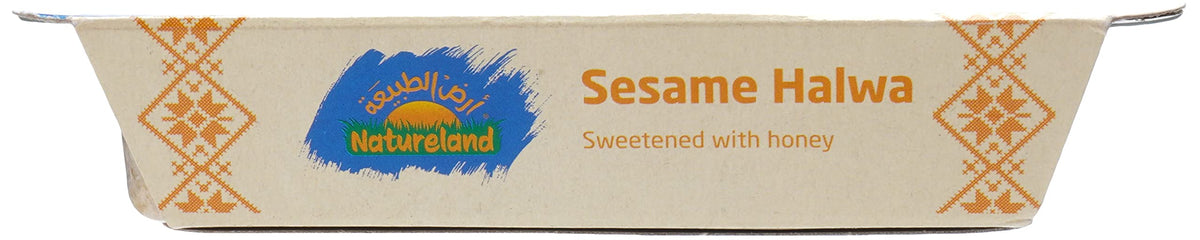 أرض الطبيعة
Natureland
Sesame Halwa
Sweetened with honey